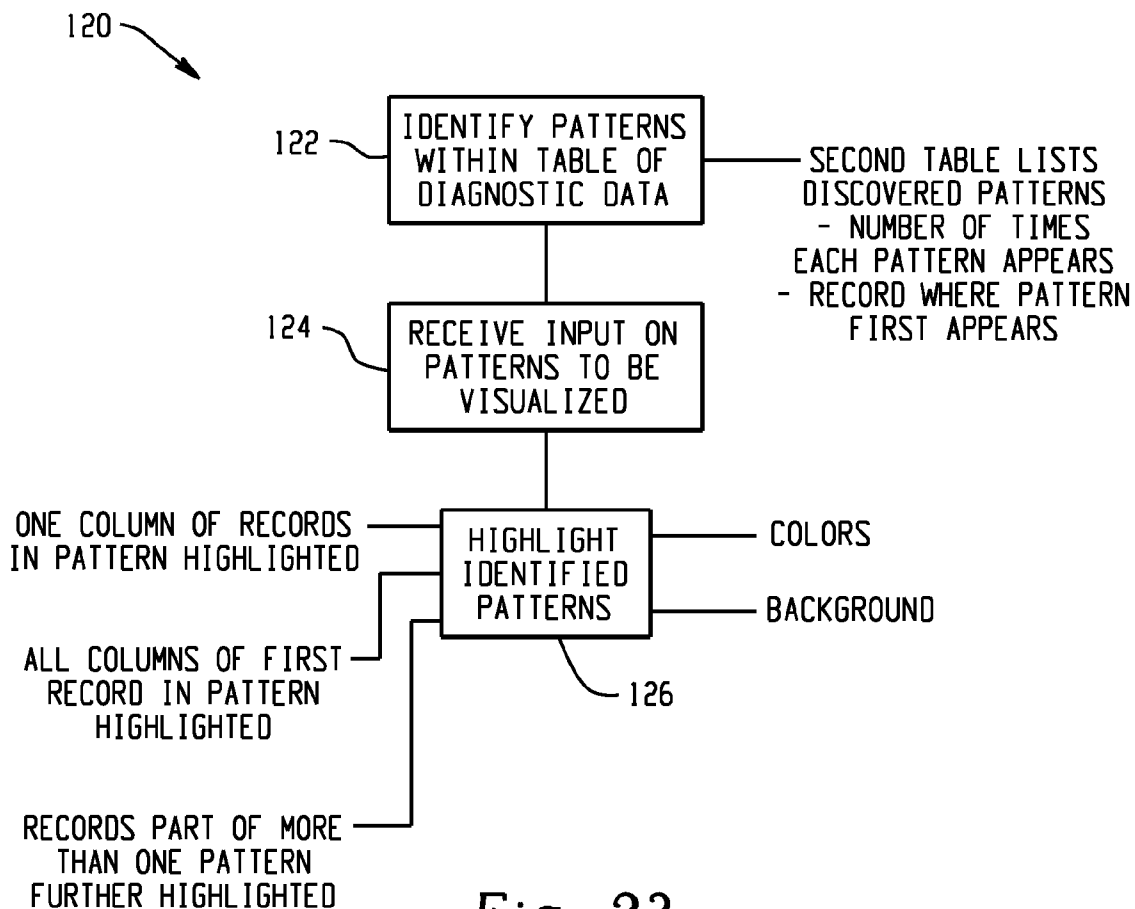 120
122
IDENTIFY PATTERNS
WITHIN TABLE OF
DIAGNOSTIC DATA
SECOND TABLE LISTS
DISCOVERED PATTERNS
- NUMBER OF TIMES
EACH PATTERN APPEARS
- RECORD WHERE PATTERN
FIRST APPEARS
124
RECEIVE INPUT ON
PATTERNS TO BE
VISUALIZED
ONE COLUMN OF RECORDS
IN PATTERN HIGHLIGHTED
ALL COLUMNS OF FIRST
RECORD IN PATTERN
HIGHLIGHTED
RECORDS PART OF MORE
THAN ONE PATTERN
FURTHER HIGHLIGHTED
HIGHLIGHT
IDENTIFIED
PATTERNS
COLORS
BACKGROUND
126